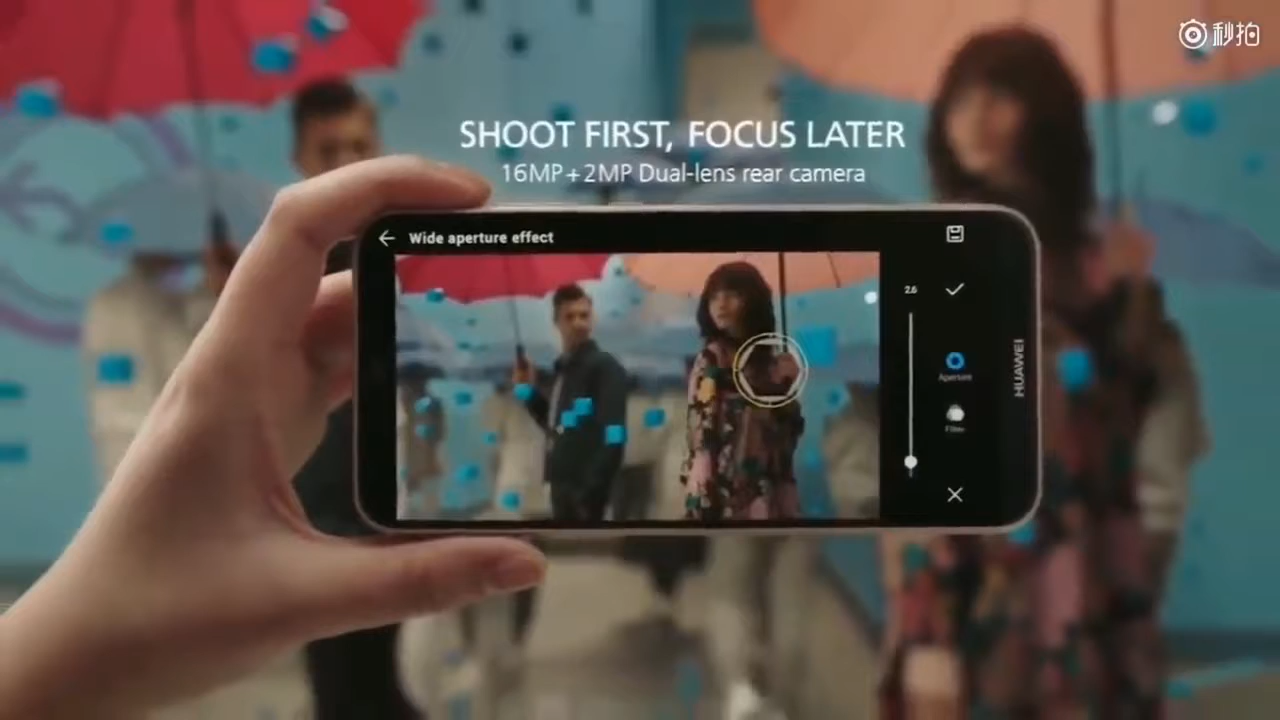 秒拍
SHOOT FIRST, FOCUS LATER
16MP+2MP Dual-lens rear camera
Wide aperture effect
2.6
Aperture
Filter
HUAWEI